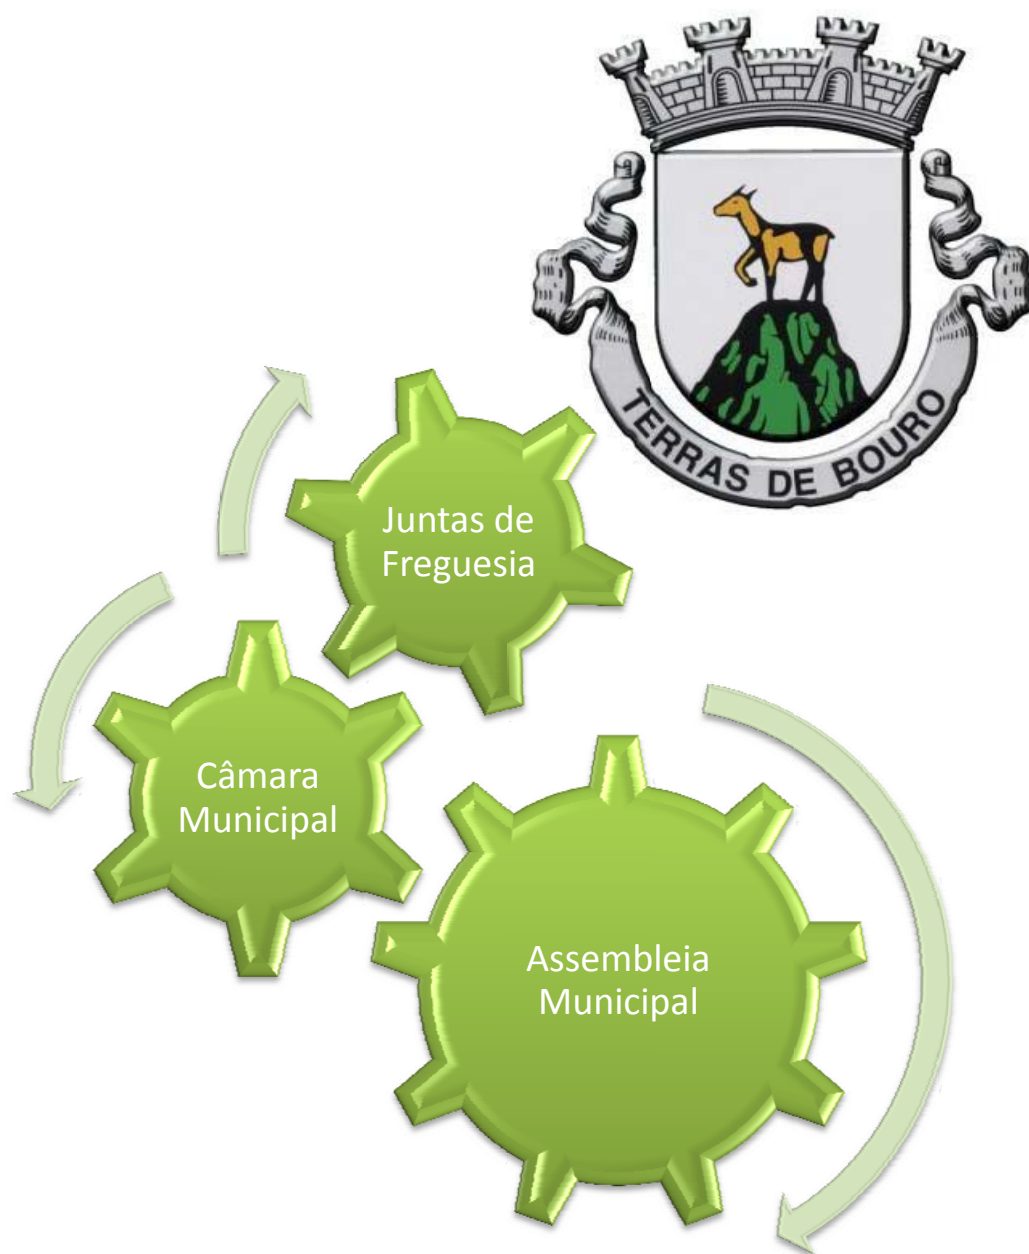 TERRAS DE BOURO
Juntas de
Freguesia
Câmara
Municipal
Assembleia
Municipal